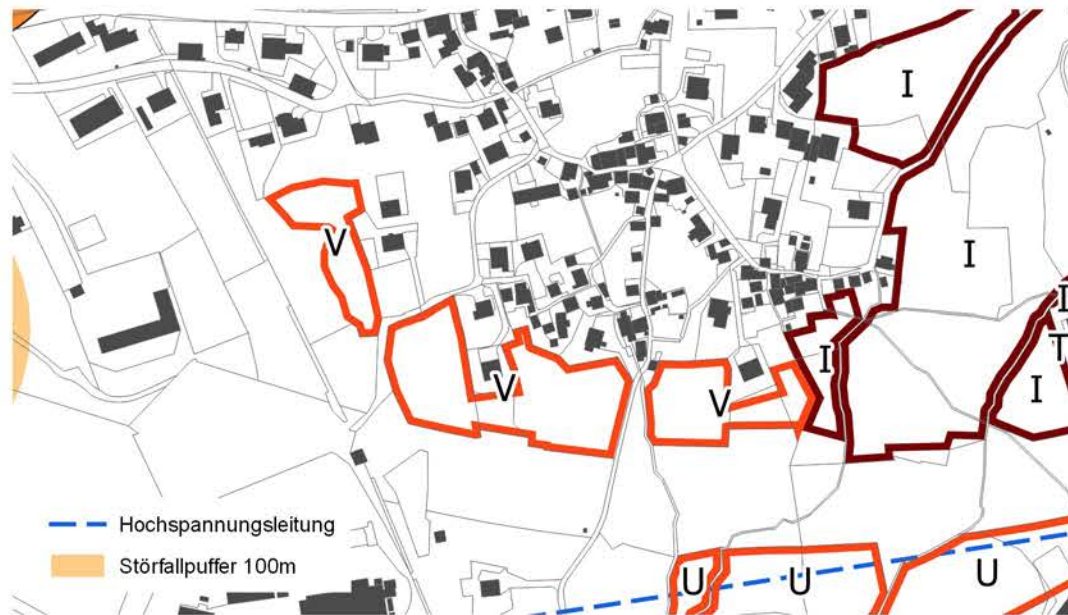 I
V
I
I
T
I
V
V
I
Hochspannungsleitung
Störfallpuffer 100m
U
U
U